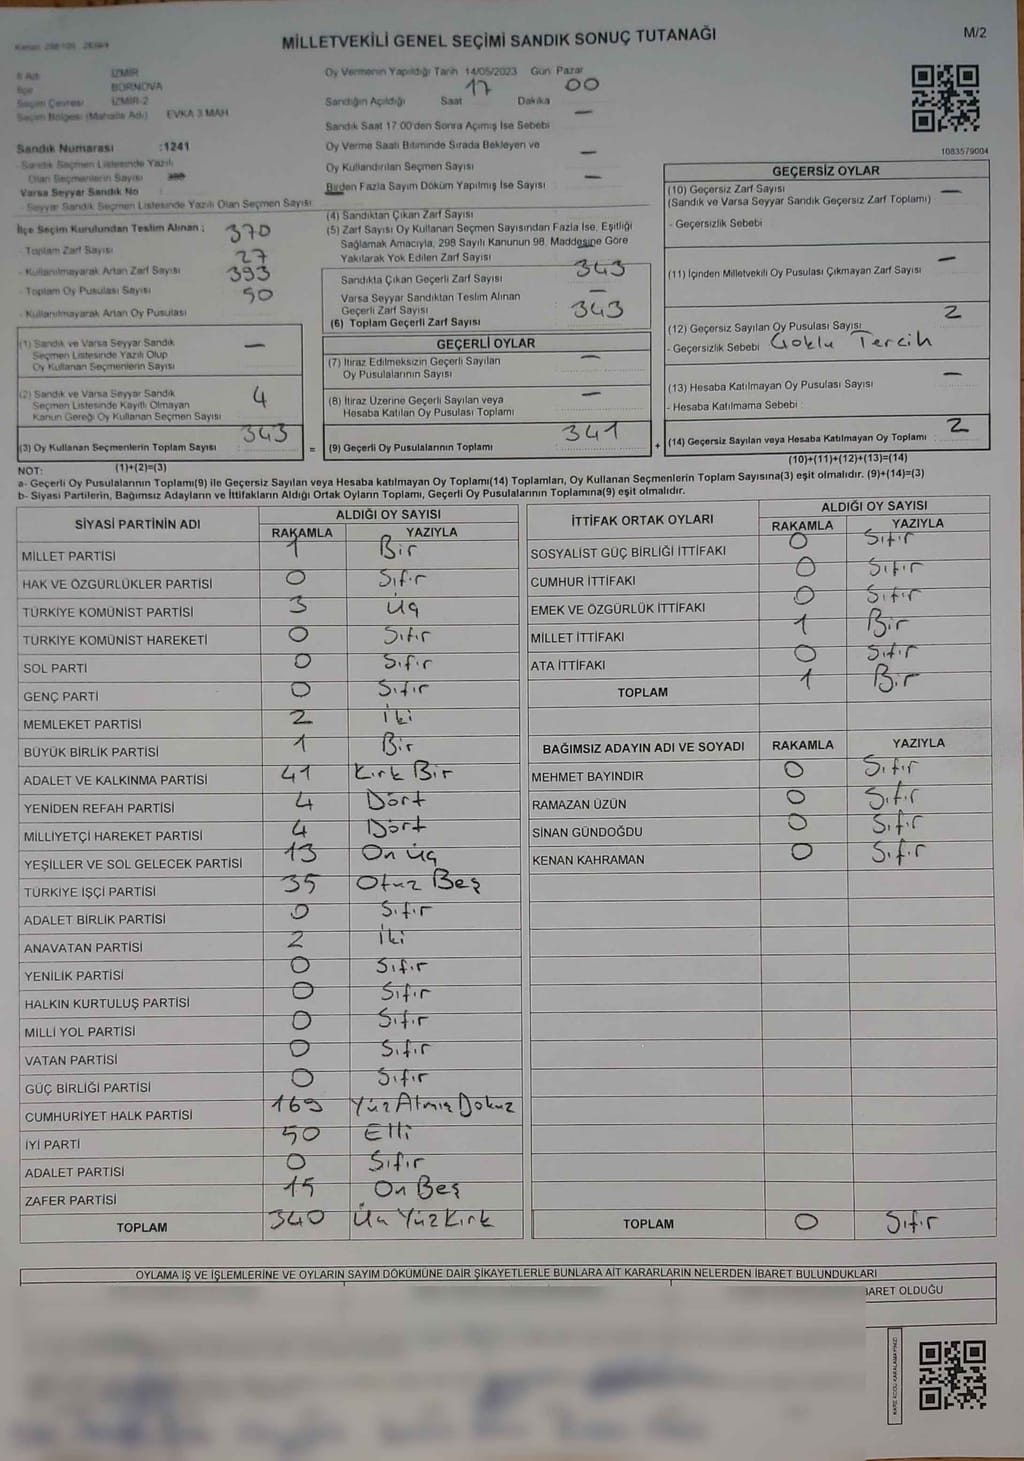 MİLLETVEKİLİ GENEL SEÇİMİ SANDIK SONUÇ TUTANAĞI
M/2
İl Adı İZMİR
İlçe BORNOVA
Seçim Çevresi İZMİR-2
Seçim Bölgesi (Mahalle Adı) EVKA 3 MAH
Sandık Numarası :1241
Sandık Seçmen Listesinde Yazılı
Olan Seçmenlerin Sayısı
Varsa Seyyar Sandık No :
- Seyyar Sandık Seçmen Listesinde Yazılı Olan Seçmen Sayısı
Oy Vermenin Yapıldığı Tarih 14/05/2023 Gün Pazar
Sandığın Açıldığı Saat 17 Dakika 00
Sandık Saat 17.00'den Sonra Açımış İse Sebebi —
Oy Verme Saati Bitiminde Sırada Bekleyen ve
Oy Kullandırılan Seçmen Sayısı —
Birden Fazla Sayım Döküm Yapılmış İse Sayısı —
1083579004
İlçe Seçim Kurulundan Teslim Alınan :
- Toplam Zarf Sayısı 370
- Kullanılmayarak Artan Zarf Sayısı 27
- Toplam Oy Pusulası Sayısı 393
- Kullanılmayarak Artan Oy Pusulası 50
(1) Sandık ve Varsa Seyyar Sandık
Seçmen Listesinde Yazılı Olup
Oy Kullanan Seçmenlerin Sayısı —
(2) Sandık ve Varsa Seyyar Sandık
Seçmen Listesinde Kayıtlı Olmayan
Kanun Gereği Oy Kullanan Seçmen Sayısı 4
(3) Oy Kullanan Seçmenlerin Toplam Sayısı 343
(1)+(2)=(3)
(4) Sandıktan Çıkan Zarf Sayısı
(5) Zarf Sayısı Oy Kullanan Seçmen Sayısından Fazla İse, Eşitliği
Sağlamak Amacıyla, 298 Sayılı Kanunun 98. Maddesine Göre
Yakılarak Yok Edilen Zarf Sayısı —
Sandıkta Çıkan Geçerli Zarf Sayısı 343
Varsa Seyyar Sandıktan Teslim Alınan
Geçerli Zarf Sayısı —
(6) Toplam Geçerli Zarf Sayısı 343
GEÇERLİ OYLAR
(7) İtiraz Edilmeksizin Geçerli Sayılan
Oy Pusulalarının Sayısı —
(8) İtiraz Üzerine Geçerli Sayılan veya
Hesaba Katılan Oy Pusulası Toplamı —
= (9) Geçerli Oy Pusulalarının Toplamı 341
GEÇERSİZ OYLAR
(10) Geçersiz Zarf Sayısı —
(Sandık ve Varsa Seyyar Sandık Geçersiz Zarf Toplamı)
- Geçersizlik Sebebi
(11) İçinden Milletvekili Oy Pusulası Çıkmayan Zarf Sayısı —
(12) Geçersiz Sayılan Oy Pusulası Sayısı 2
- Geçersizlik Sebebi Çoklu Tercih
(13) Hesaba Katılmayan Oy Pusulası Sayısı —
- Hesaba Katılmama Sebebi
+ (14) Geçersiz Sayılan veya Hesaba Katılmayan Oy Toplamı 2
(10)+(11)+(12)+(13)=(14)
NOT:
a- Geçerli Oy Pusulalarının Toplamı(9) ile Geçersiz Sayılan veya Hesaba katılmayan Oy Toplamı(14) Toplamları, Oy Kullanan Seçmenlerin Toplam Sayısına(3) eşit olmalıdır. (9)+(14)=(3)
b- Siyasi Partilerin, Bağımsız Adayların ve İttifakların Aldığı Ortak Oyların Toplamı, Geçerli Oy Pusulalarının Toplamına(9) eşit olmalıdır.
SİYASİ PARTİNİN ADI ALDIĞI OY SAYISI
RAKAMLA YAZIYLA
MİLLET PARTİSİ 1 Bir
HAK VE ÖZGÜRLÜKLER PARTİSİ 0 Sıfır
TÜRKİYE KOMÜNİST PARTİSİ 3 Üç
TÜRKİYE KOMÜNİST HAREKETİ 0 Sıfır
SOL PARTİ 0 Sıfır
GENÇ PARTİ 0 Sıfır
MEMLEKET PARTİSİ 2 İki
BÜYÜK BİRLİK PARTİSİ 1 Bir
ADALET VE KALKINMA PARTİSİ 41 Kırk Bir
YENİDEN REFAH PARTİSİ 4 Dört
MİLLİYETÇİ HAREKET PARTİSİ 4 Dört
YEŞİLLER VE SOL GELECEK PARTİSİ 13 On Üç
TÜRKİYE İŞÇİ PARTİSİ 35 Otuz Beş
ADALET BİRLİK PARTİSİ 0 Sıfır
ANAVATAN PARTİSİ 2 İki
YENİLİK PARTİSİ 0 Sıfır
HALKIN KURTULUŞ PARTİSİ 0 Sıfır
MİLLİ YOL PARTİSİ 0 Sıfır
VATAN PARTİSİ 0 Sıfır
GÜÇ BİRLİĞİ PARTİSİ 0 Sıfır
CUMHURİYET HALK PARTİSİ 169 Yüz Altmış Dokuz
İYİ PARTİ 50 Elli
ADALET PARTİSİ 0 Sıfır
ZAFER PARTİSİ 15 On Beş
TOPLAM 340 Üç Yüz Kırk
İTTİFAK ORTAK OYLARI ALDIĞI OY SAYISI
RAKAMLA YAZIYLA
SOSYALİST GÜÇ BİRLİĞİ İTTİFAKI 0 Sıfır
CUMHUR İTTİFAKI 0 Sıfır
EMEK VE ÖZGÜRLÜK İTTİFAKI 0 Sıfır
MİLLET İTTİFAKI 1 Bir
ATA İTTİFAKI 0 Sıfır
TOPLAM 1 Bir
BAĞIMSIZ ADAYIN ADI VE SOYADI RAKAMLA YAZIYLA
MEHMET BAYINDIR 0 Sıfır
RAMAZAN ÜZÜN 0 Sıfır
SİNAN GÜNDOĞDU 0 Sıfır
KENAN KAHRAMAN 0 Sıfır
TOPLAM 0 Sıfır
OYLAMA İŞ VE İŞLEMLERİNE VE OYLARIN SAYIM DÖKÜMÜNE DAİR ŞİKAYETLERLE BUNLARA AİT KARARLARIN NELERDEN İBARET BULUNDUKLARI
BARET OLDUĞU
KARE KODU KARALAMAYINIZ!